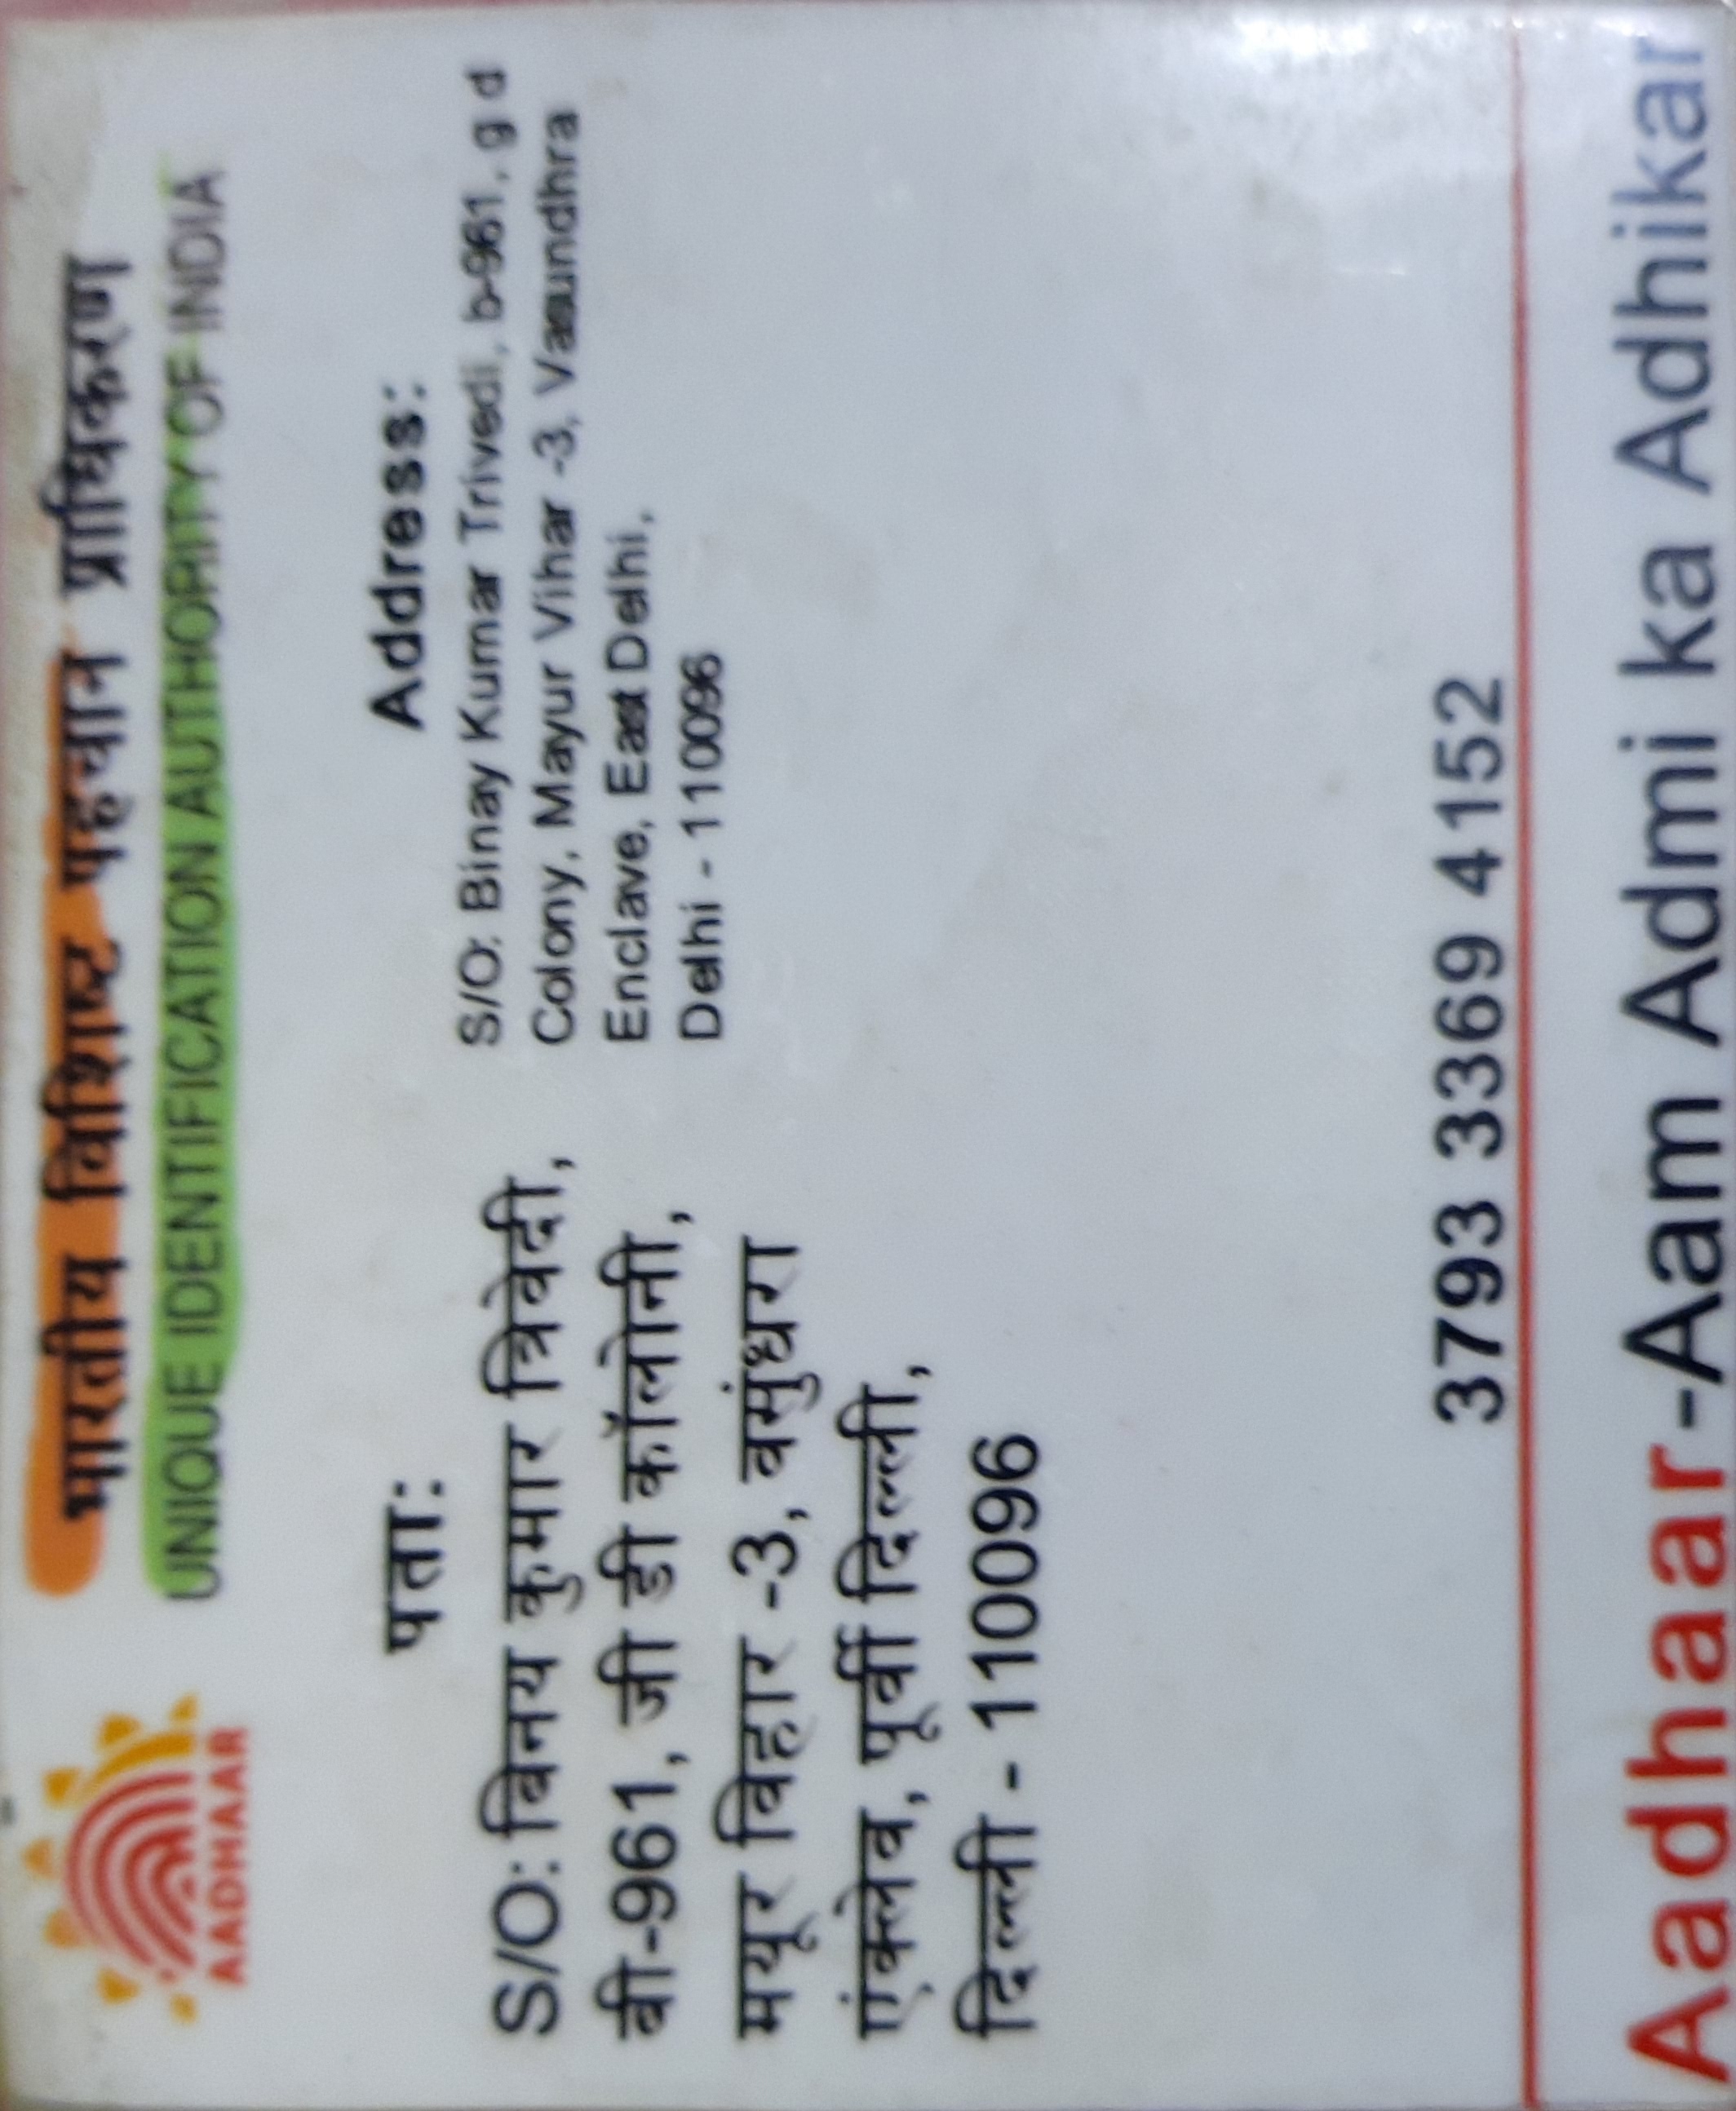 AADHAAR
भारतीय विशिष्ट पहचान प्राधिकरण
UNIQUE IDENTIFICATION AUTHORITY OF INDIA
पता:
S/O: बिनय कुमार त्रिवेदी,
बी-961, जी डी कॉलोनी,
मयूर विहार -3, वसुंधरा
एंक्लेव, पूर्वी दिल्ली,
दिल्ली - 110096
Address:
S/O: Binay Kumar Trivedi, b-961, g d
Colony, Mayur Vihar -3, Vasundhra
Enclave, East Delhi,
Delhi - 110096
3793 3369 4152
Aadhaar-Aam Admi ka Adhikar